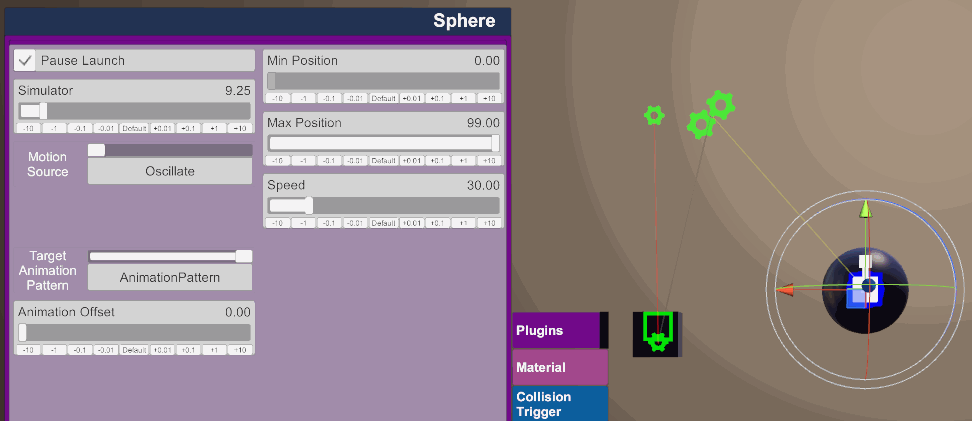 Sphere
Pause Launch
Simulator 9.25
-10 -1 -0.1 -0.01 Default +0.01 +0.1 +1 +10
Motion
Source
Oscillate
Target
Animation
Pattern
AnimationPattern
Animation Offset 0.00
-10 -1 -0.1 -0.01 Default +0.01 +0.1 +1 +10
Min Position 0.00
-10 -1 -0.1 -0.01 Default +0.01 +0.1 +1 +10
Max Position 99.00
-10 -1 -0.1 -0.01 Default +0.01 +0.1 +1 +10
Speed 30.00
-10 -1 -0.1 -0.01 Default +0.01 +0.1 +1 +10
Plugins
Material
Collision
Trigger